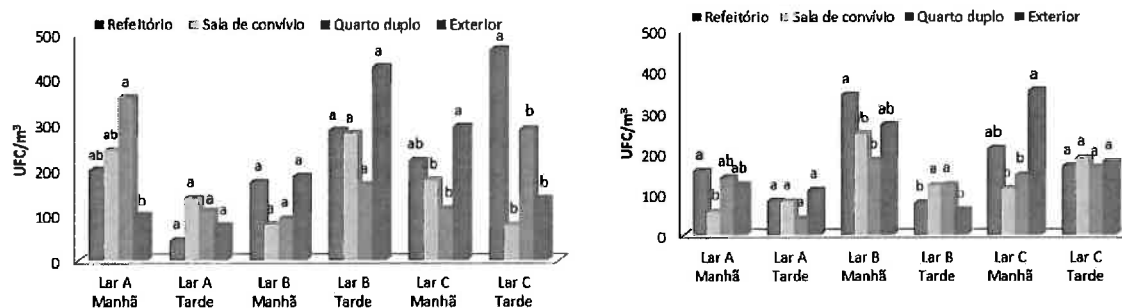 Refeitório Sala de convívio Quarto duplo Exterior
500
400
300
200
100
0
UFC/m³
ab ab a b
a a a a
a a a a
a a a a
ab ab b a
a b b b
Lar A Manhã
Lar A Tarde
Lar B Manhã
Lar B Tarde
Lar C Manhã
Lar C Tarde
Refeitório Sala de convívio Quarto duplo Exterior
500
400
300
200
100
0
UFC/m³
a b ab ab
a a a a
a b b ab
b a a b
ab b b a
a a a a
Lar A Manhã
Lar A Tarde
Lar B Manhã
Lar B Tarde
Lar C Manhã
Lar C Tarde